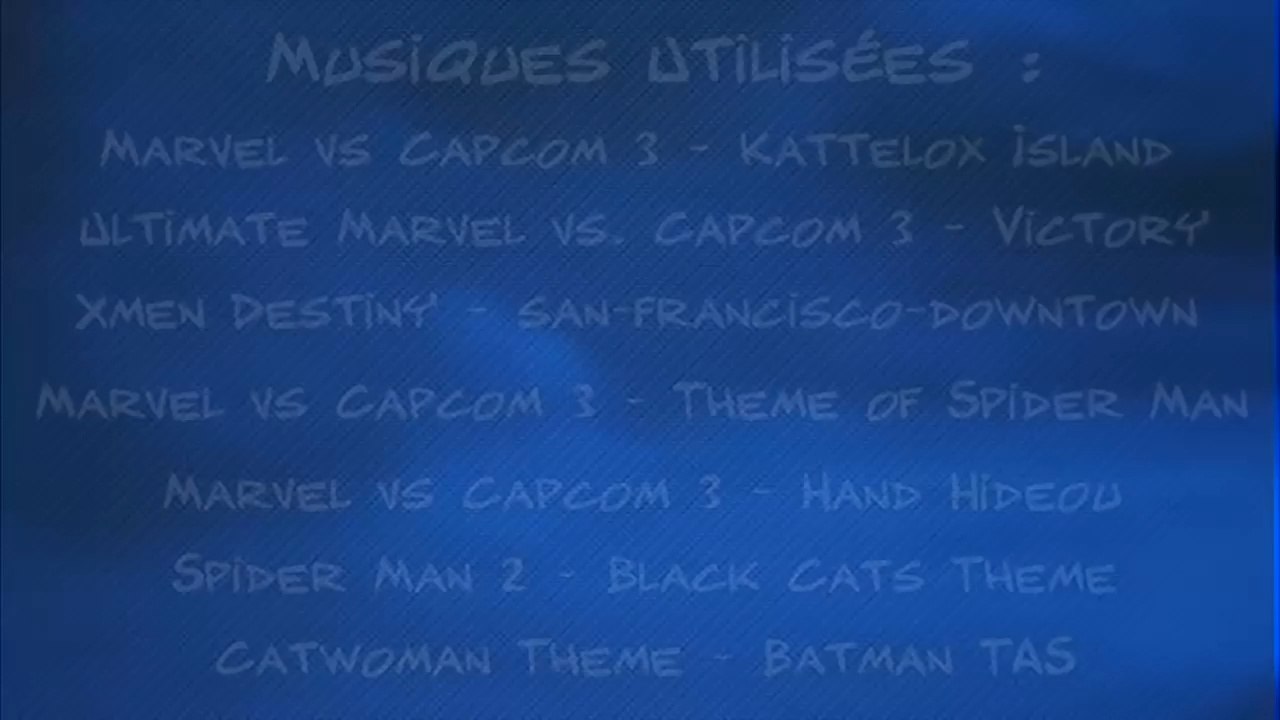 Musiques utilisées :
Marvel vs Capcom 3 - Kattelox Island
Ultimate Marvel vs. Capcom 3 - Victory
Xmen Destiny - san-francisco-downtown
Marvel vs Capcom 3 - Theme of Spider Man
Marvel vs Capcom 3 - Hand Hideou
Spider Man 2 - Black Cats Theme
Catwoman Theme - Batman TAS